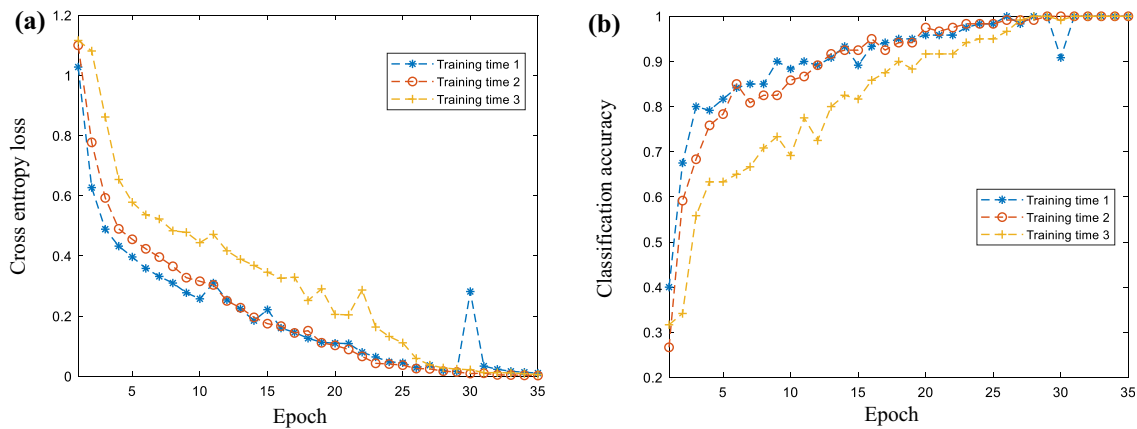 (a)
Cross entropy loss
1.2
1
0.8
0.6
0.4
0.2
0
5
10
15
20
25
30
35
Epoch
Training time 1
Training time 2
Training time 3
(b)
Classification accuracy
1
0.9
0.8
0.7
0.6
0.5
0.4
0.3
0.2
5
10
15
20
25
30
35
Epoch
Training time 1
Training time 2
Training time 3